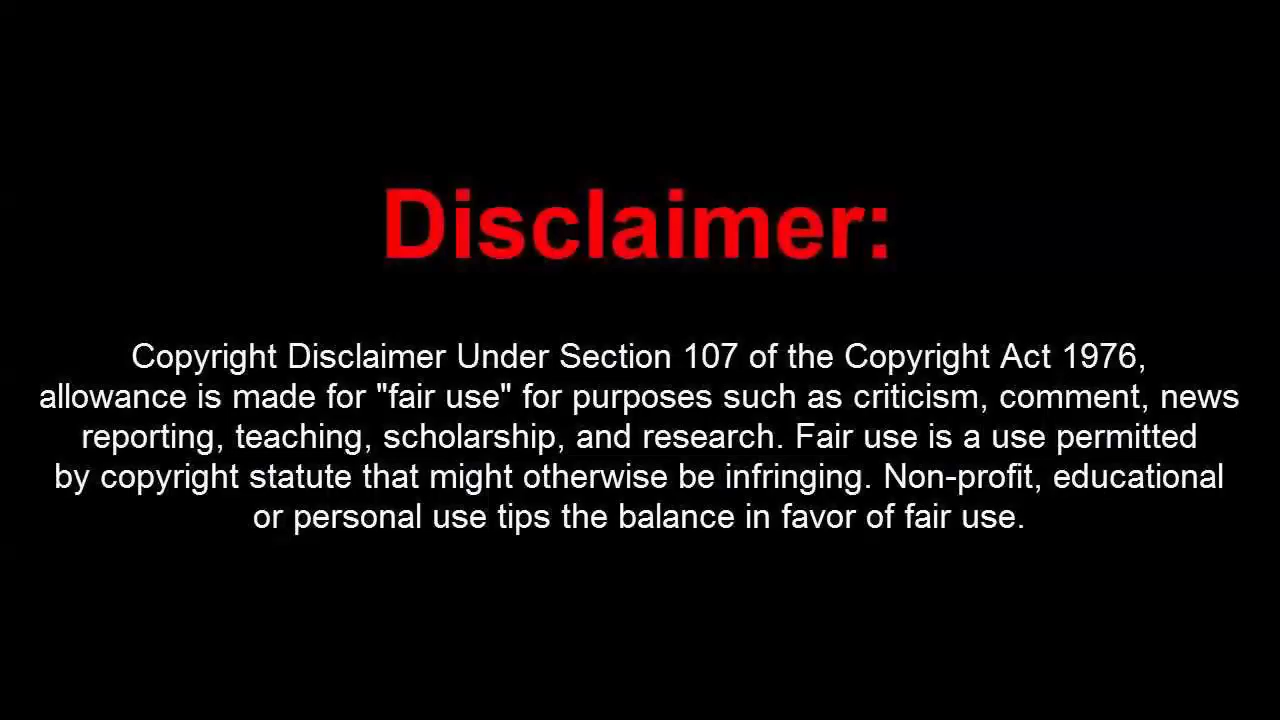 Disclaimer:
Copyright Disclaimer Under Section 107 of the Copyright Act 1976,
allowance is made for "fair use" for purposes such as criticism, comment, news
reporting, teaching, scholarship, and research. Fair use is a use permitted
by copyright statute that might otherwise be infringing. Non-profit, educational
or personal use tips the balance in favor of fair use.